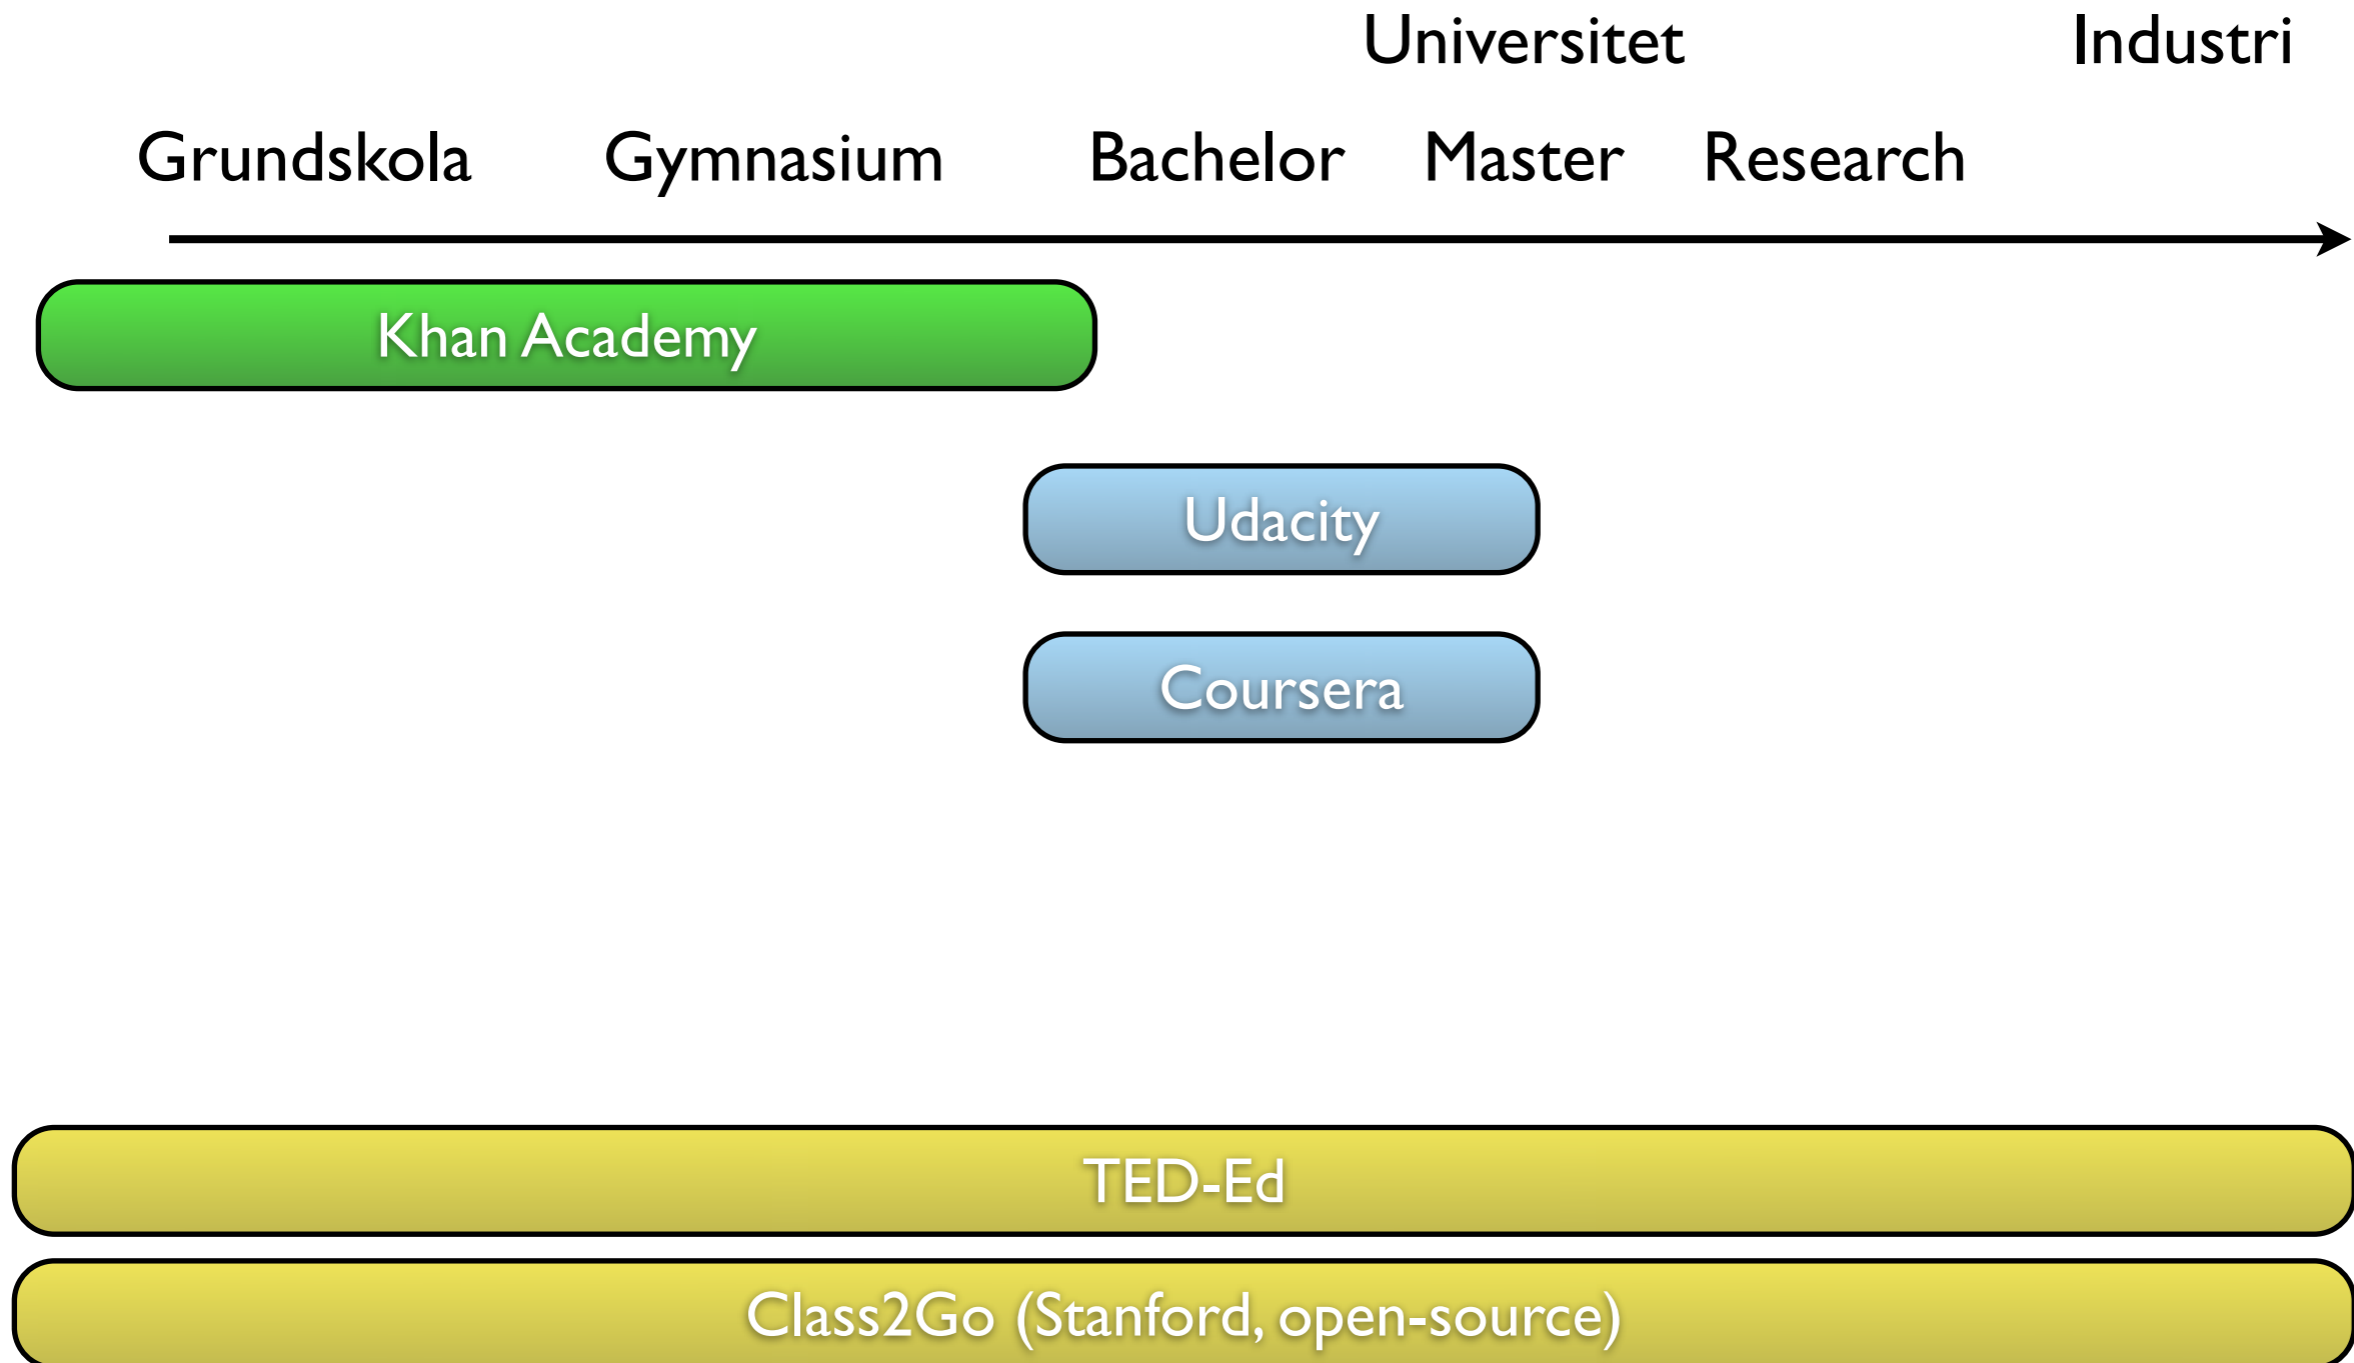 Universitet Industri
Grundskola Gymnasium Bachelor Master Research
Khan Academy
Udacity
Coursera
TED-Ed
Class2Go (Stanford, open-source)